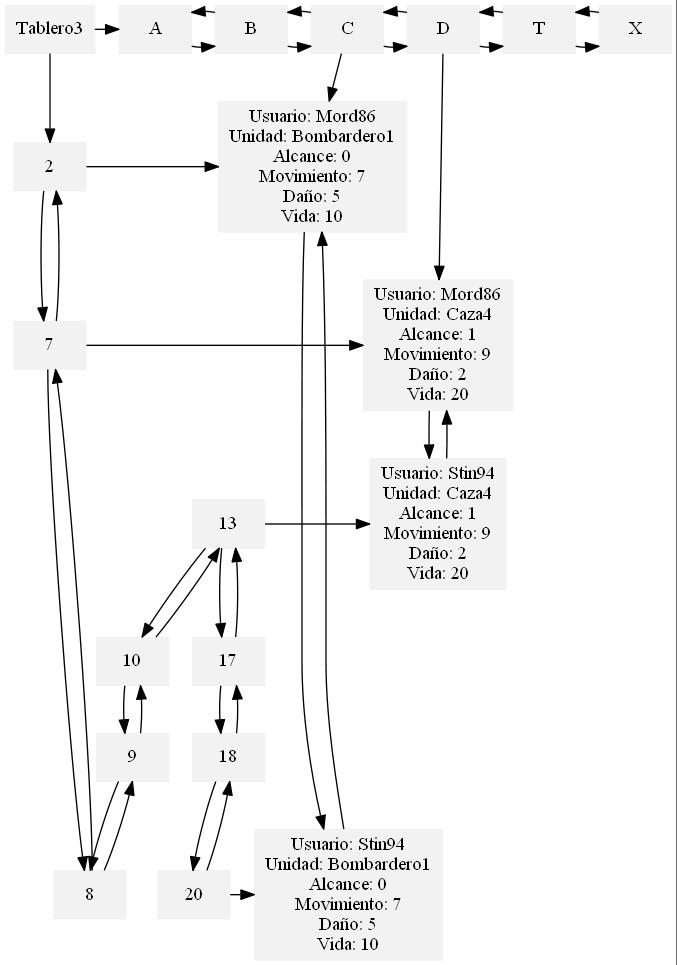 Tablero3
A
B
C
D
T
X
Usuario: Mord86
Unidad: Bombardero1
Alcance: 0
Movimiento: 7
Daño: 5
Vida: 10
2
Usuario: Mord86
Unidad: Caza4
Alcance: 1
Movimiento: 9
Daño: 2
Vida: 20
7
Usuario: Stin94
Unidad: Caza4
Alcance: 1
Movimiento: 9
Daño: 2
Vida: 20
13
10
17
9
18
8
20
Usuario: Stin94
Unidad: Bombardero1
Alcance: 0
Movimiento: 7
Daño: 5
Vida: 10